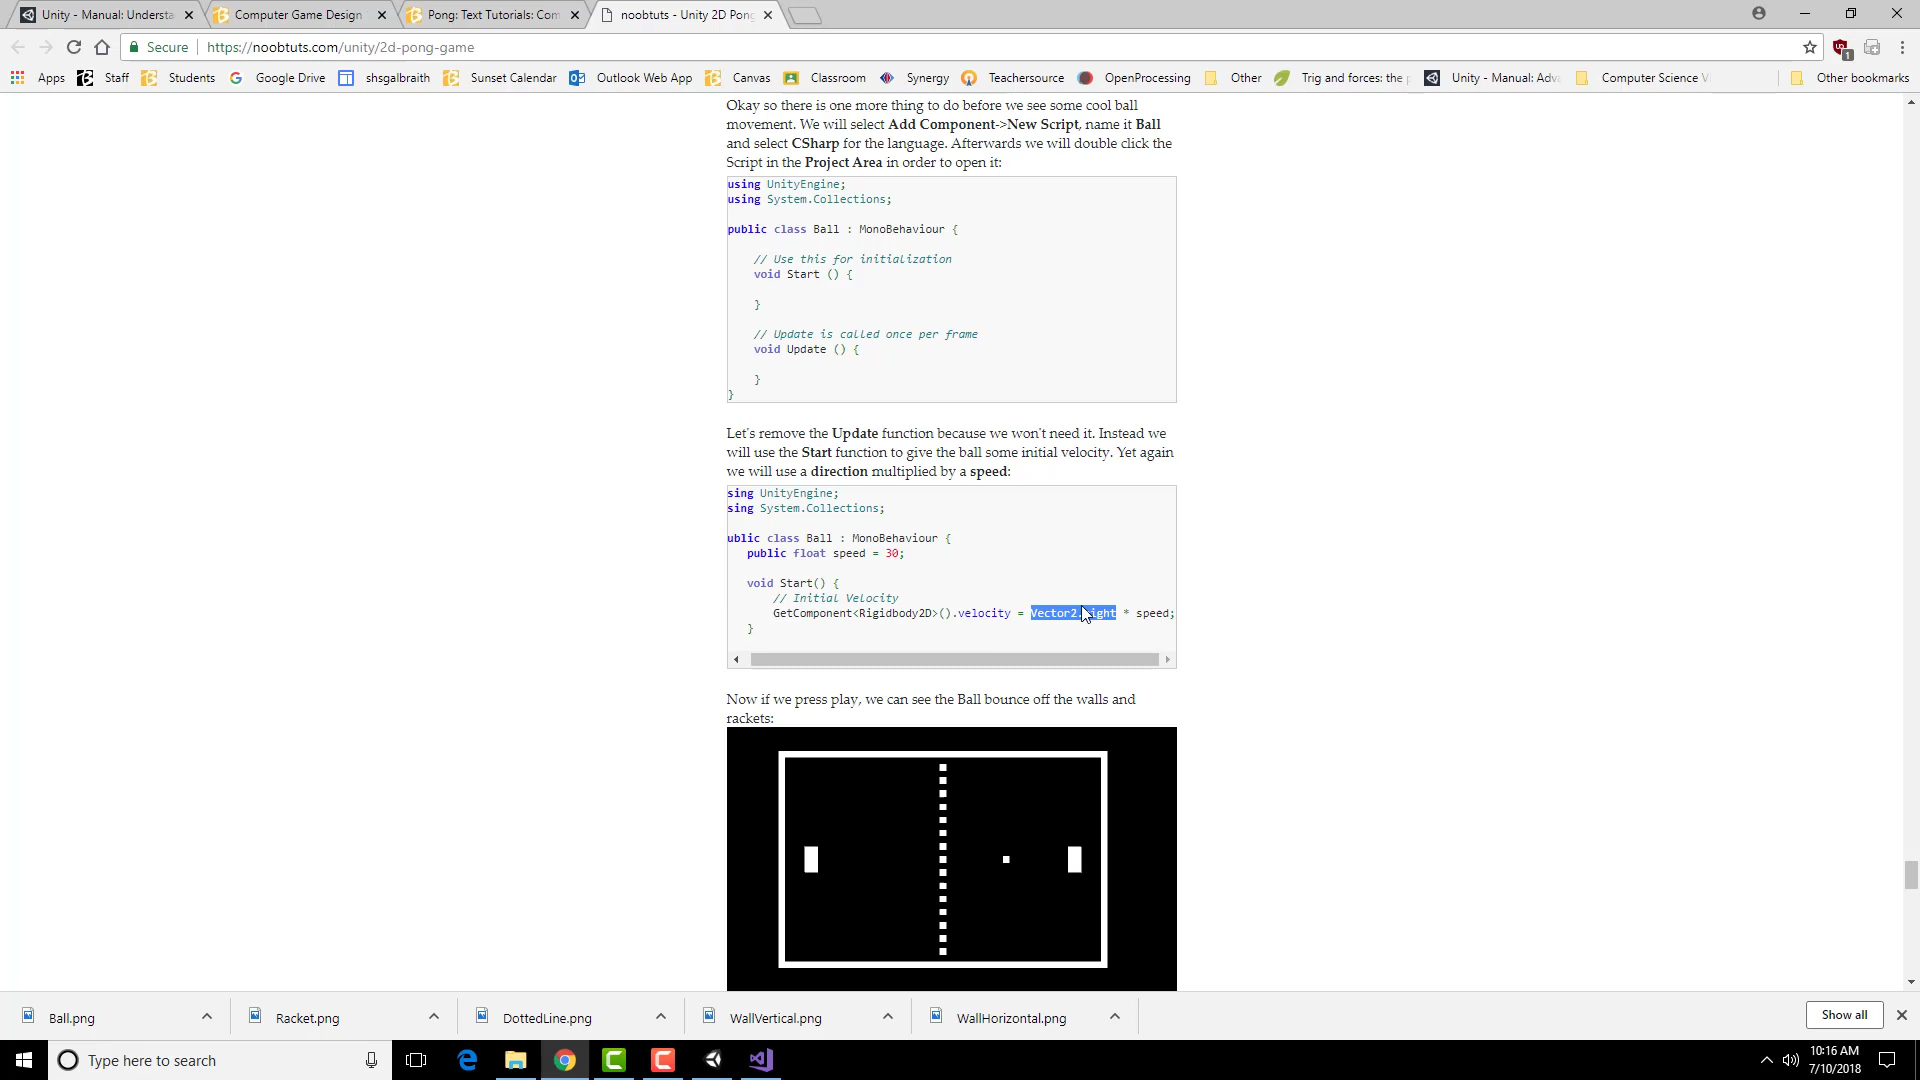 Unity - Manual: Understa
Computer Game Design
Pong: Text Tutorials: Com
noobtuts - Unity 2D Pong
Secure
https://noobtuts.com/unity/2d-pong-game
1
Apps
Staff
Students
Google Drive
shsgalbraith
Sunset Calendar
Outlook Web App
Canvas
Classroom
Synergy
Teachersource
OpenProcessing
Other
Trig and forces: the p
Unity - Manual: Adva
Computer Science V
Other bookmarks
Okay so there is one more thing to do before we see some cool ball
movement. We will select Add Component->New Script, name it Ball
and select CSharp for the language. Afterwards we will double click the
Script in the Project Area in order to open it:
using UnityEngine;
using System.Collections;
public class Ball : MonoBehaviour {
// Use this for initialization
void Start () {
}
// Update is called once per frame
void Update () {
}
}
Let's remove the Update function because we won't need it. Instead we
will use the Start function to give the ball some initial velocity. Yet again
we will use a direction multiplied by a speed:
sing UnityEngine;
sing System.Collections;
ublic class Ball : MonoBehaviour {
public float speed = 30;
void Start() {
// Initial Velocity
GetComponent<Rigidbody2D>().velocity = Vector2.right * speed;
}
Now if we press play, we can see the Ball bounce off the walls and
rackets:
Ball.png
Racket.png
DottedLine.png
WallVertical.png
WallHorizontal.png
Show all
Type here to search
10:16 AM
7/10/2018